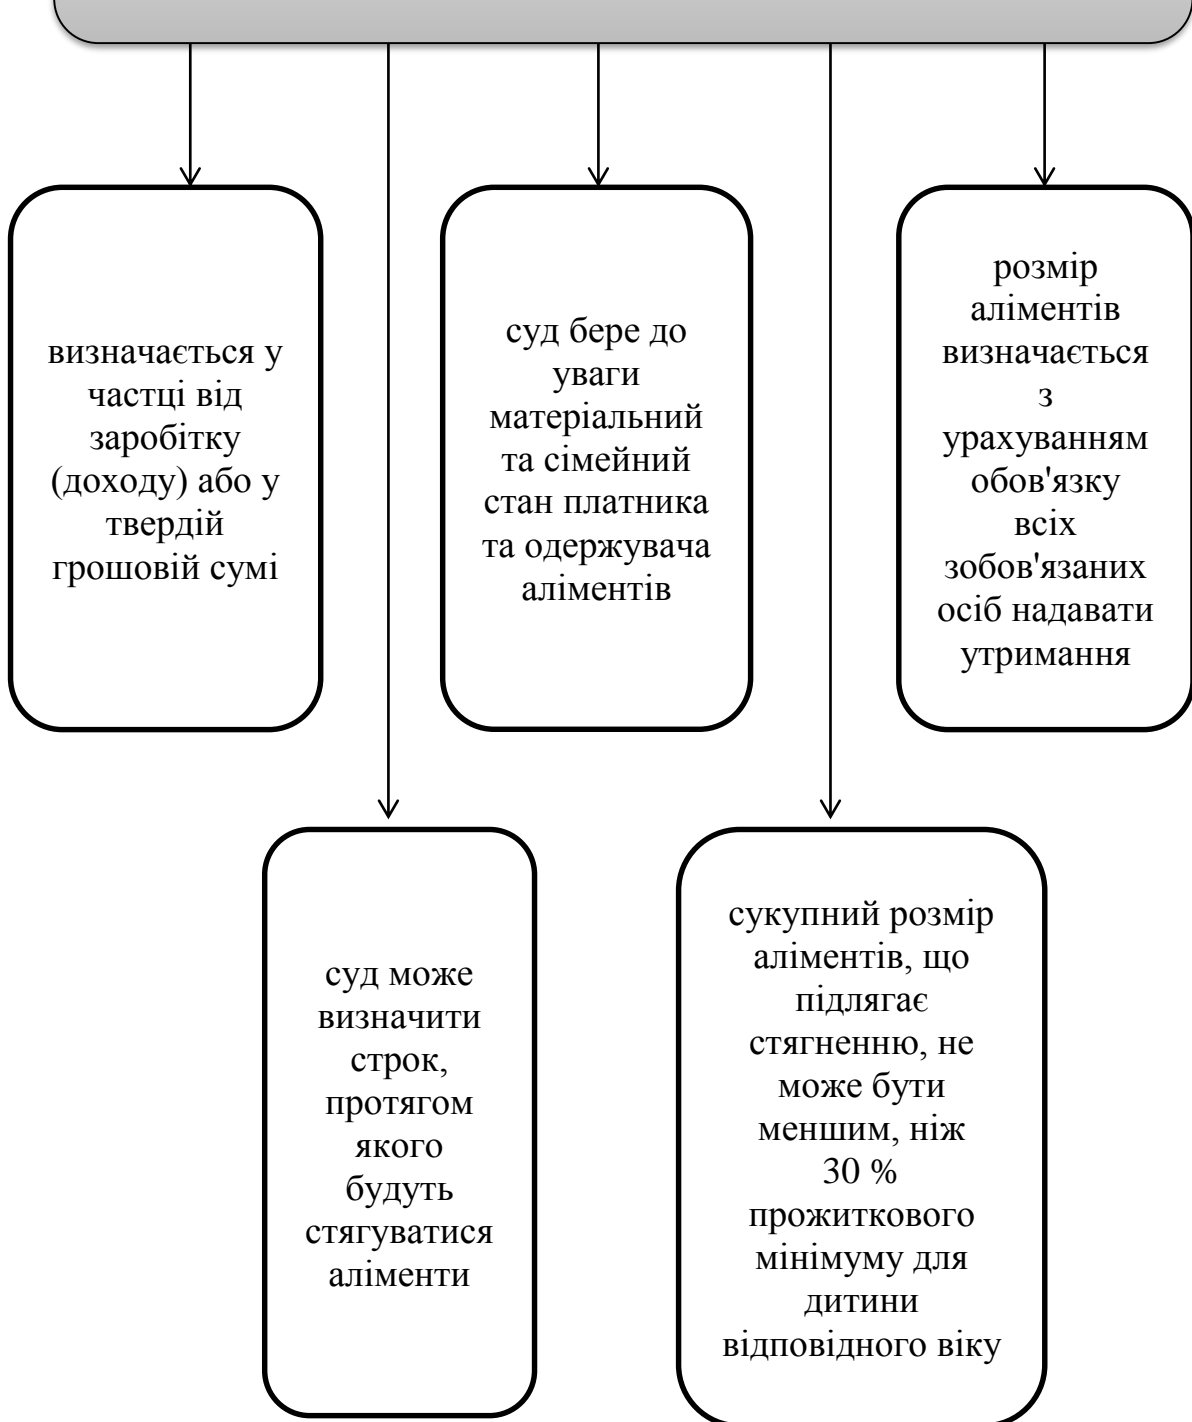 визначається у
частці від
заробітку
(доходу) або у
твердій
грошовій сумі
суд бере до
уваги
матеріальний
та сімейний
стан платника
та одержувача
аліментів
розмір
аліментів
визначається
з
урахуванням
обов'язку
всіх
зобов'язаних
осіб надавати
утримання
суд може
визначити
строк,
протягом
якого
будуть
стягуватися
аліменти
сукупний розмір
аліментів, що
підлягає
стягненню, не
може бути
меншим, ніж
30 %
прожиткового
мінімуму для
дитини
відповідного віку